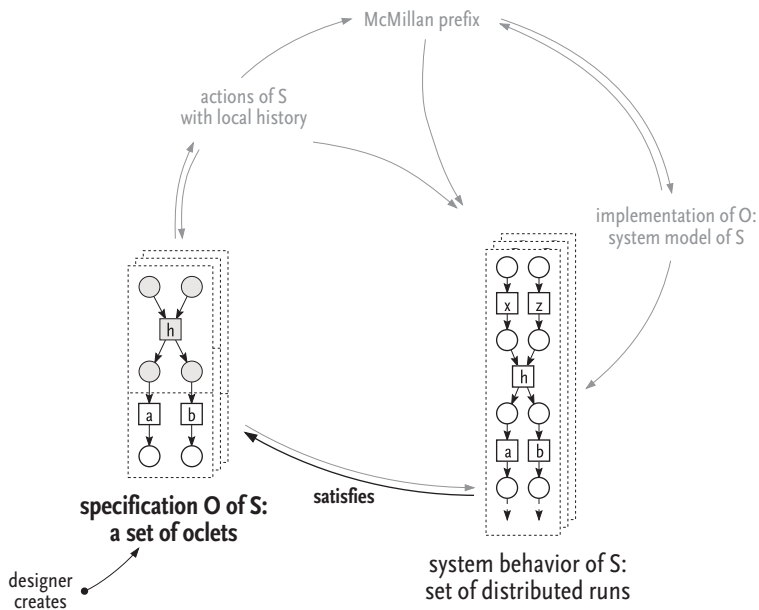 McMillan prefix
actions of S
with local history
implementation of O:
system model of S
x z
h
h
a b
a b
satisfies
specification O of S:
a set of oclets
system behavior of S:
set of distributed runs
designer
creates